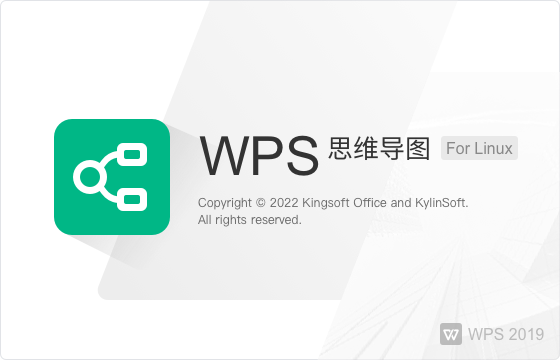 WPS 思维导图 For Linux
Copyright © 2022 Kingsoft Office and KylinSoft.
All rights reserved.
WPS 2019